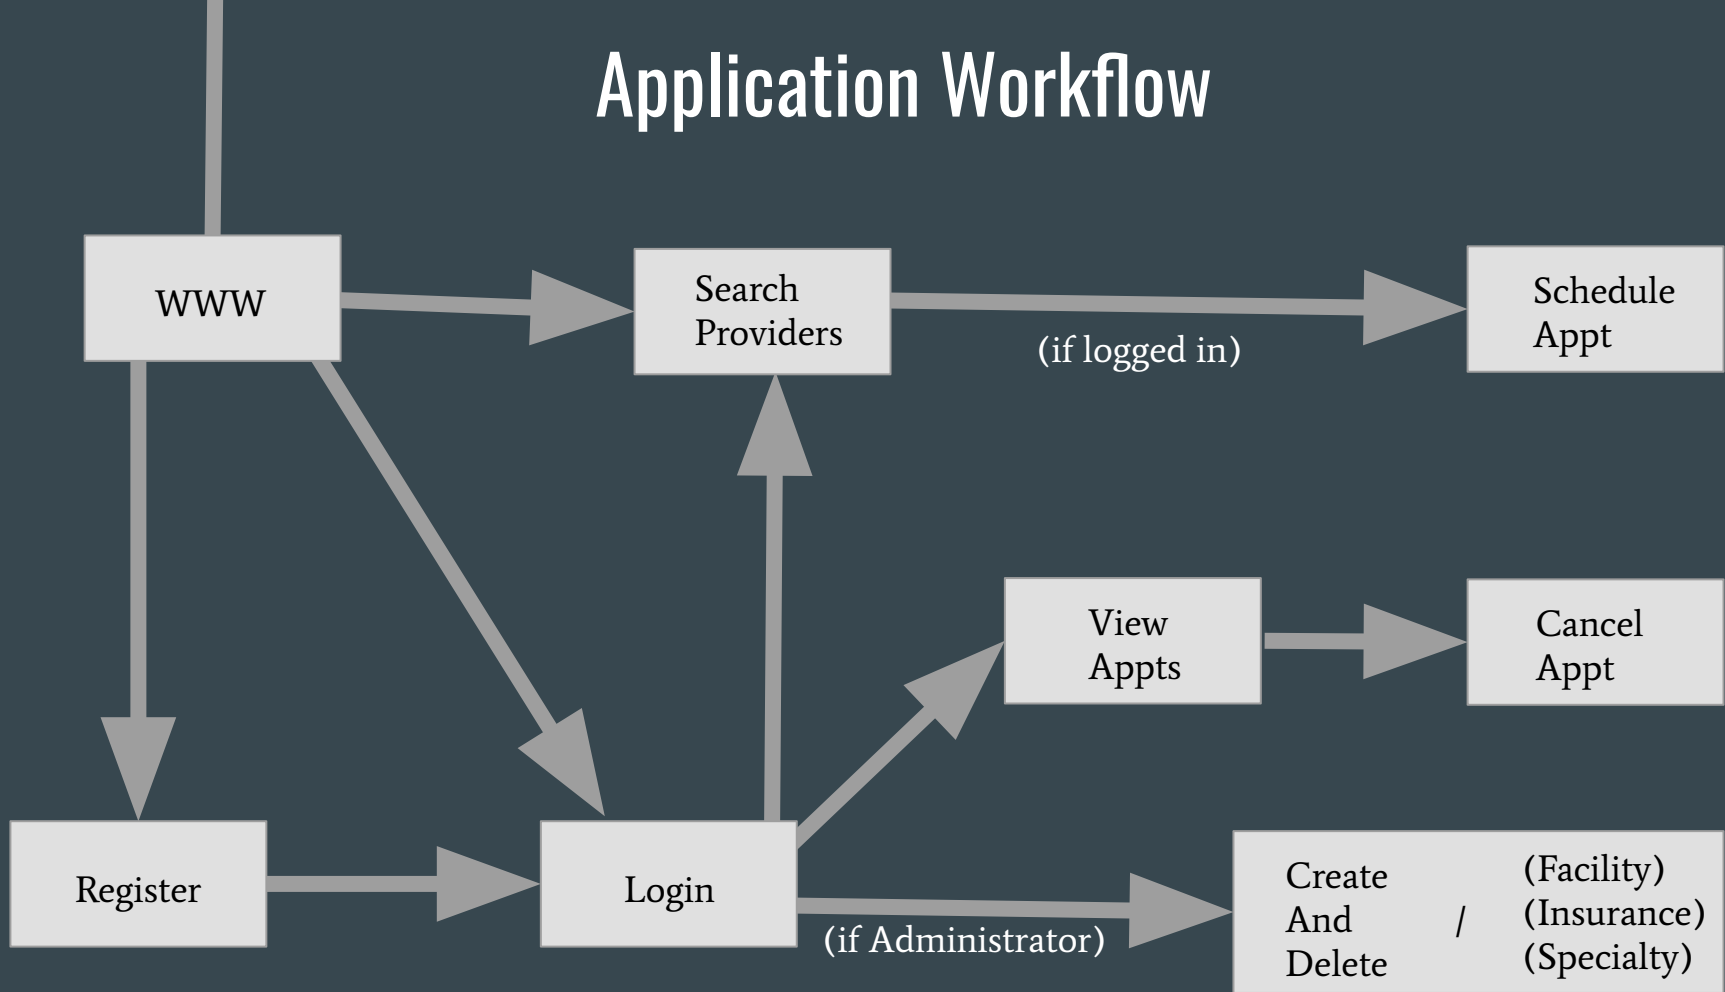 Application Workflow
WWW
Search
Providers
(if logged in)
Schedule
Appt
View
Appts
Cancel
Appt
Register
Login
(if Administrator)
Create
And
Delete
/
(Facility)
(Insurance)
(Specialty)